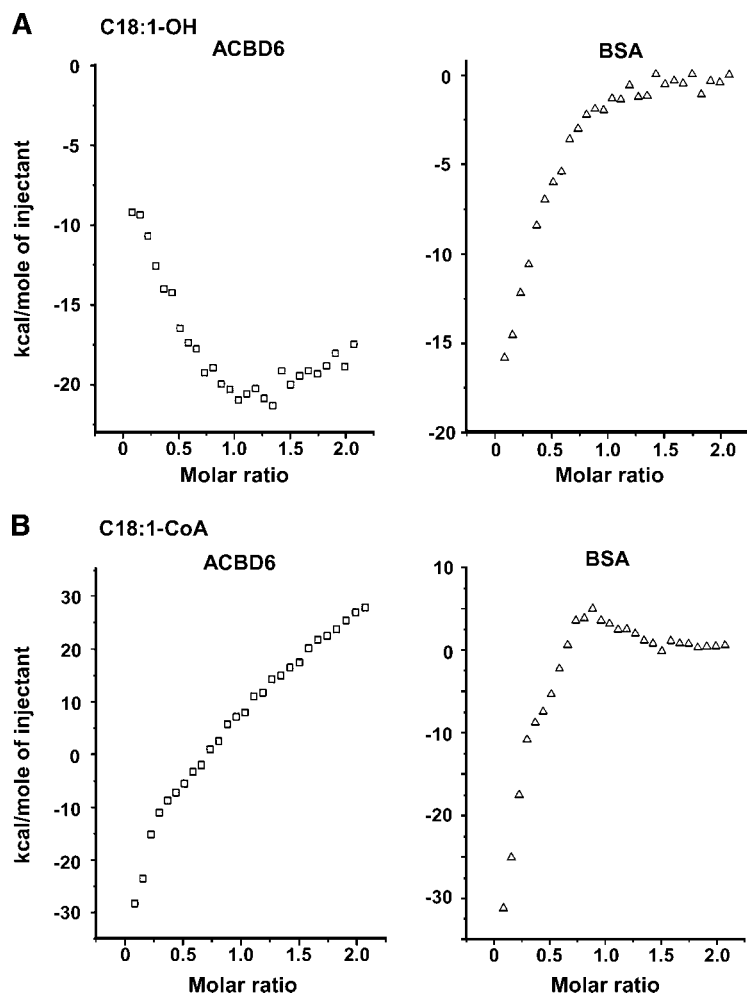 A
C18:1-OH
ACBD6
BSA
0
-5
-10
-15
-20
kcal/mole of injectant
0 0.5 1.0 1.5 2.0
Molar ratio
0
-5
-10
-15
-20
0 0.5 1.0 1.5 2.0
Molar ratio
B
C18:1-CoA
ACBD6
BSA
30
20
10
0
-10
-20
-30
kcal/mole of injectant
0 0.5 1.0 1.5 2.0
Molar ratio
10
0
-10
-20
-30
0 0.5 1.0 1.5 2.0
Molar ratio